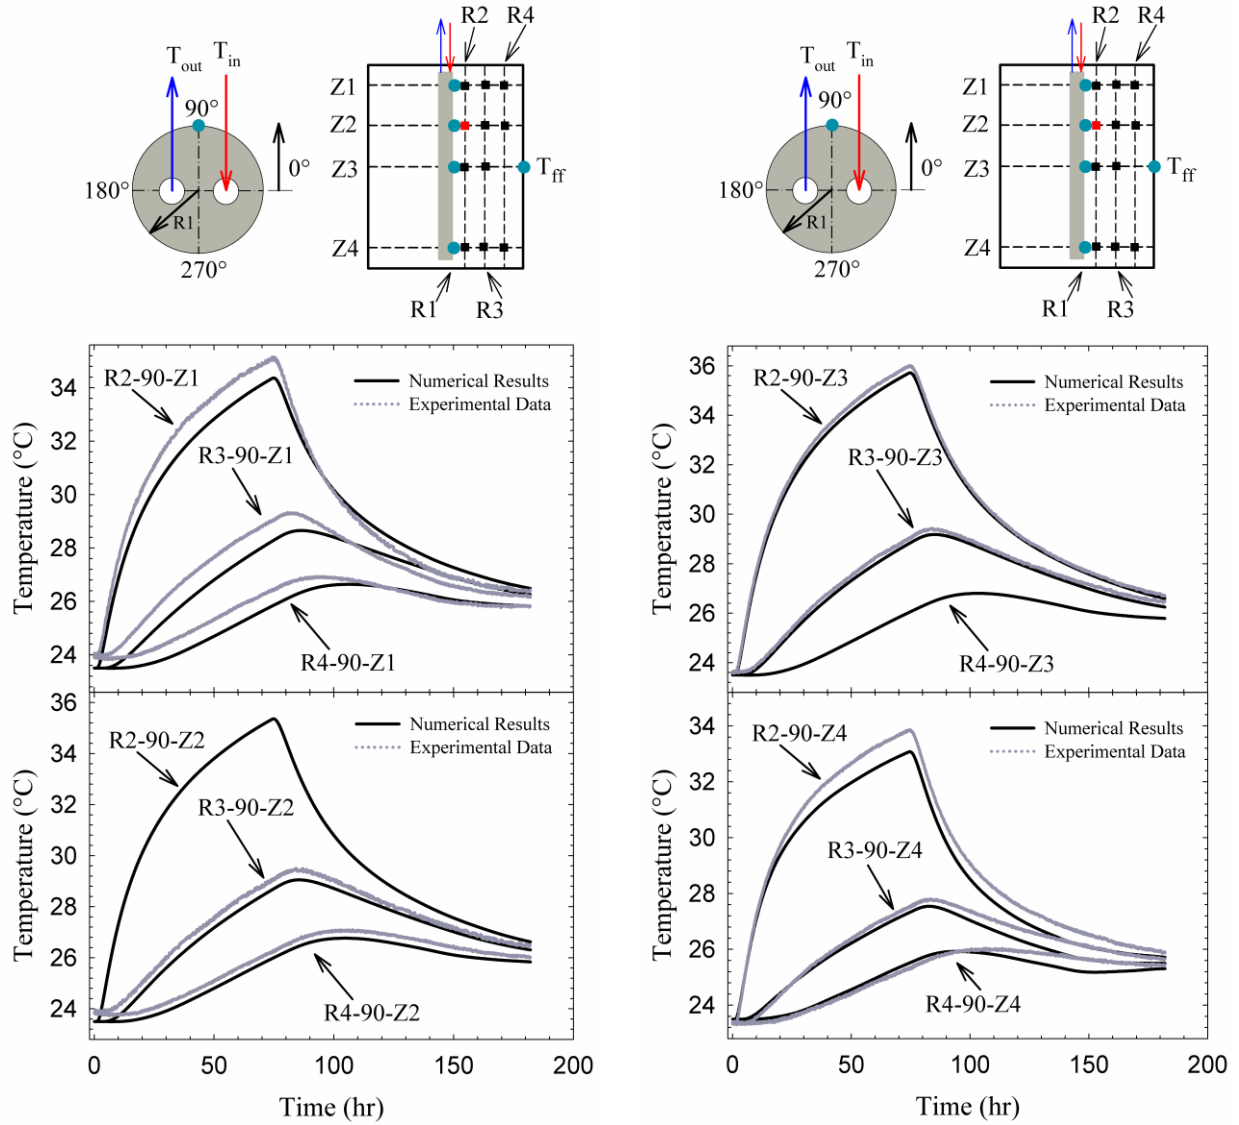 R2 R4
T_out T_in
Z1
90°
Z2
0°
Z3
T_ff
180°
R1
Z4
270°
R1 R3
R2 R4
T_out T_in
Z1
90°
Z2
0°
Z3
T_ff
180°
R1
Z4
270°
R1 R3
Temperature (°C)
34
32
30
28
26
24
R2-90-Z1
R3-90-Z1
R4-90-Z1
Numerical Results
Experimental Data
Temperature (°C)
36
34
32
30
28
26
24
R2-90-Z2
R3-90-Z2
R4-90-Z2
Numerical Results
Experimental Data
0 50 100 150 200
Time (hr)
Temperature (°C)
36
34
32
30
28
26
24
R2-90-Z3
R3-90-Z3
R4-90-Z3
Numerical Results
Experimental Data
Temperature (°C)
34
32
30
28
26
24
R2-90-Z4
R3-90-Z4
R4-90-Z4
Numerical Results
Experimental Data
0 50 100 150 200
Time (hr)